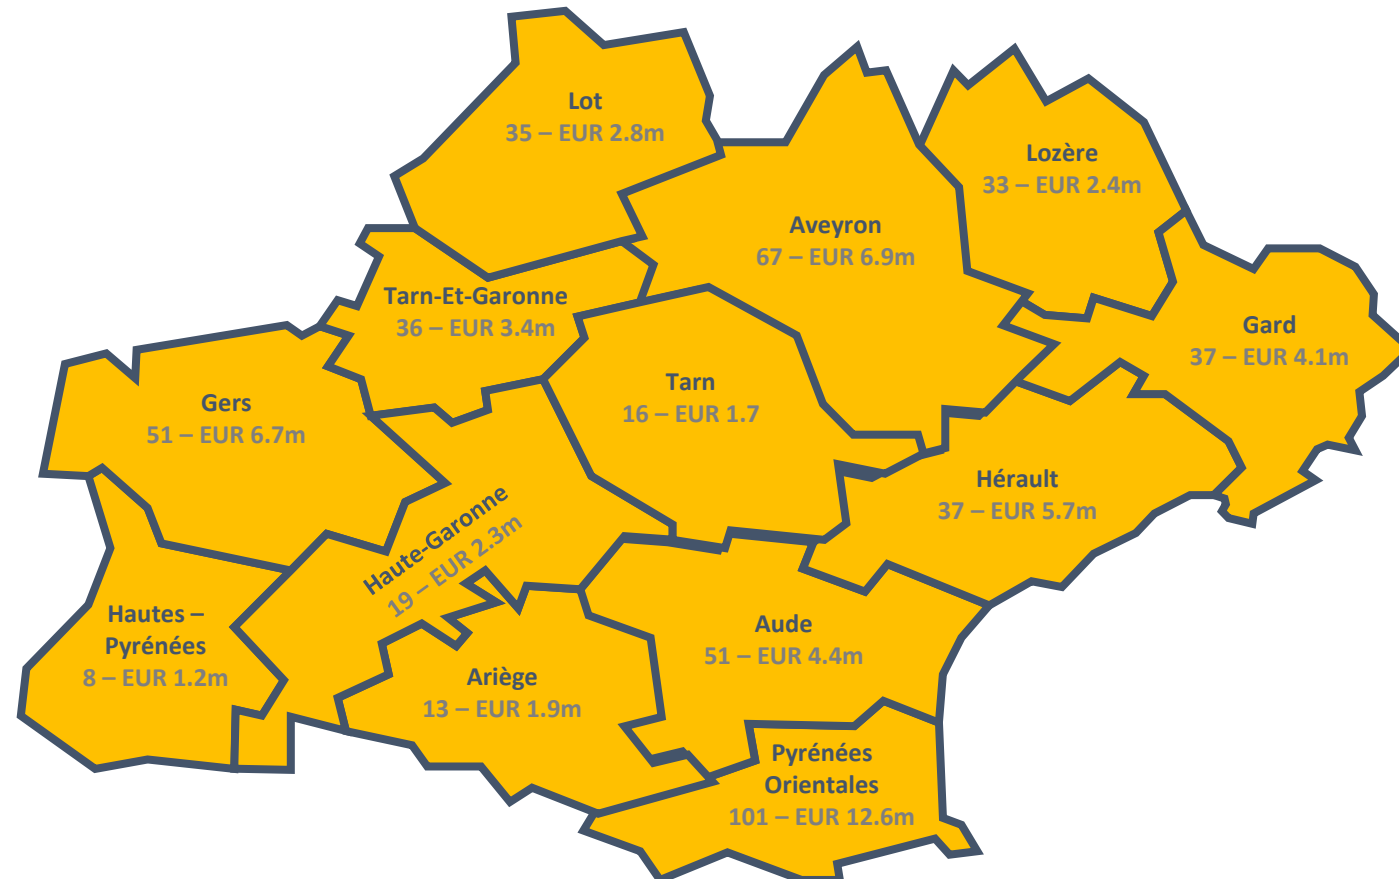 Lot
35 – EUR 2.8m
Lozère
33 – EUR 2.4m
Aveyron
67 – EUR 6.9m
Tarn-Et-Garonne
36 – EUR 3.4m
Gard
37 – EUR 4.1m
Gers
51 – EUR 6.7m
Tarn
16 – EUR 1.7
Hérault
37 – EUR 5.7m
Haute-Garonne
19 – EUR 2.3m
Hautes –
Pyrénées
8 – EUR 1.2m
Aude
51 – EUR 4.4m
Ariège
13 – EUR 1.9m
Pyrénées
Orientales
101 – EUR 12.6m